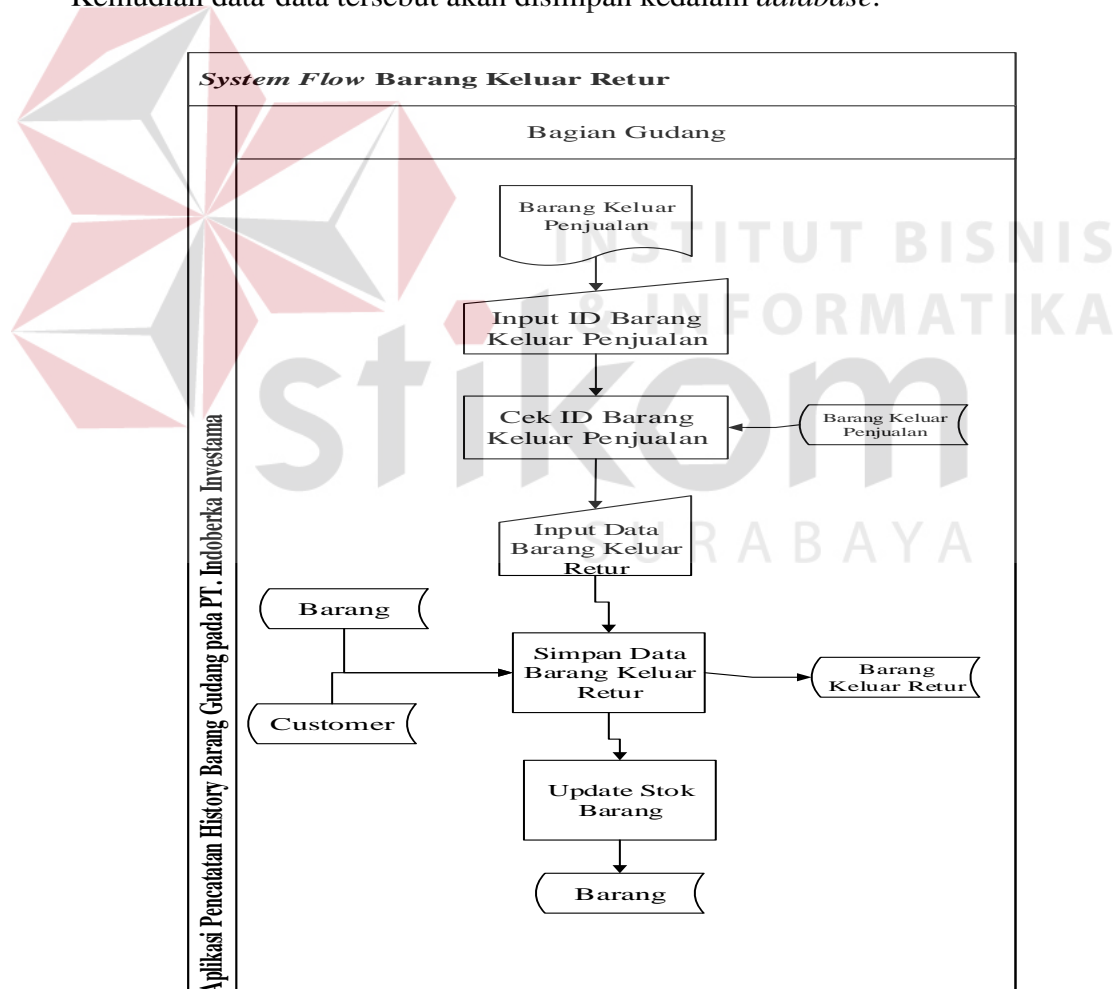 Kemudian data-data tersebut akan disimpan kedalam database.
System Flow Barang Keluar Retur
Bagian Gudang
Aplikasi Pencatatan History Barang Gudang pada PT. Indoberka Investama
Barang Keluar
Penjualan
INSTITUT BISNIS
& INFORMATIKA
Input ID Barang
Keluar Penjualan
stikom
Cek ID Barang
Keluar Penjualan
Barang Keluar
Penjualan
SURABAYA
Input Data
Barang Keluar
Retur
Barang
Simpan Data
Barang Keluar
Retur
Barang
Keluar Retur
Customer
Update Stok
Barang
Barang